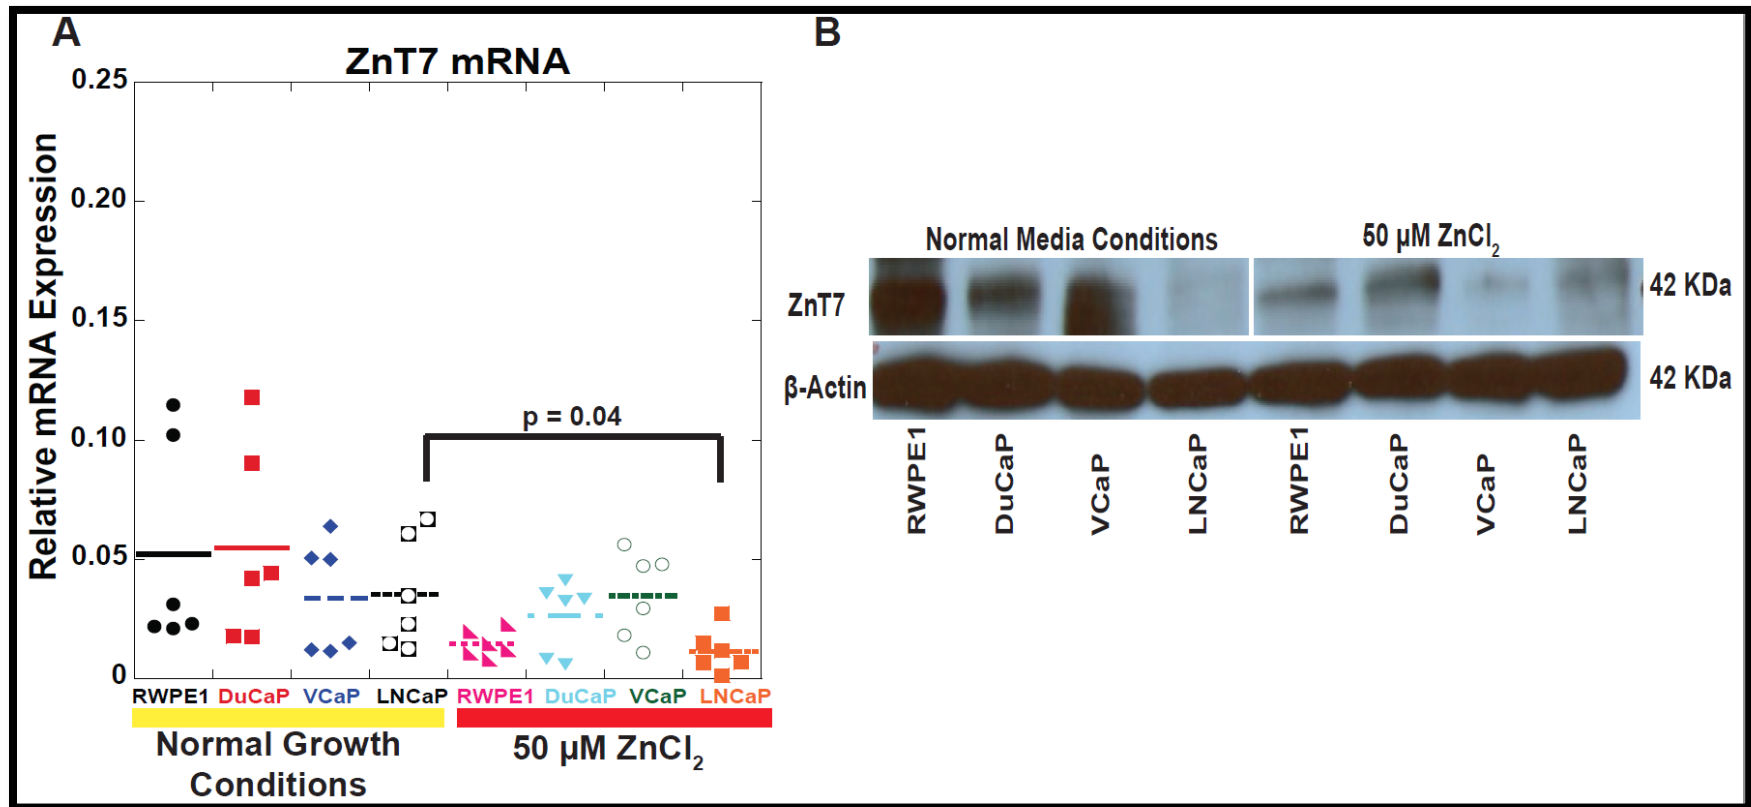 A
ZnT7 mRNA
Relative mRNA Expression
0.25
0.20
0.15
0.10
0.05
0
p = 0.04
RWPE1 DuCaP VCaP LNCaP RWPE1 DuCaP VCaP LNCaP
Normal Growth
Conditions
50 µM ZnCl₂
B
Normal Media Conditions
50 µM ZnCl₂
ZnT7
42 KDa
β-Actin
42 KDa
RWPE1
DuCaP
VCaP
LNCaP
RWPE1
DuCaP
VCaP
LNCaP